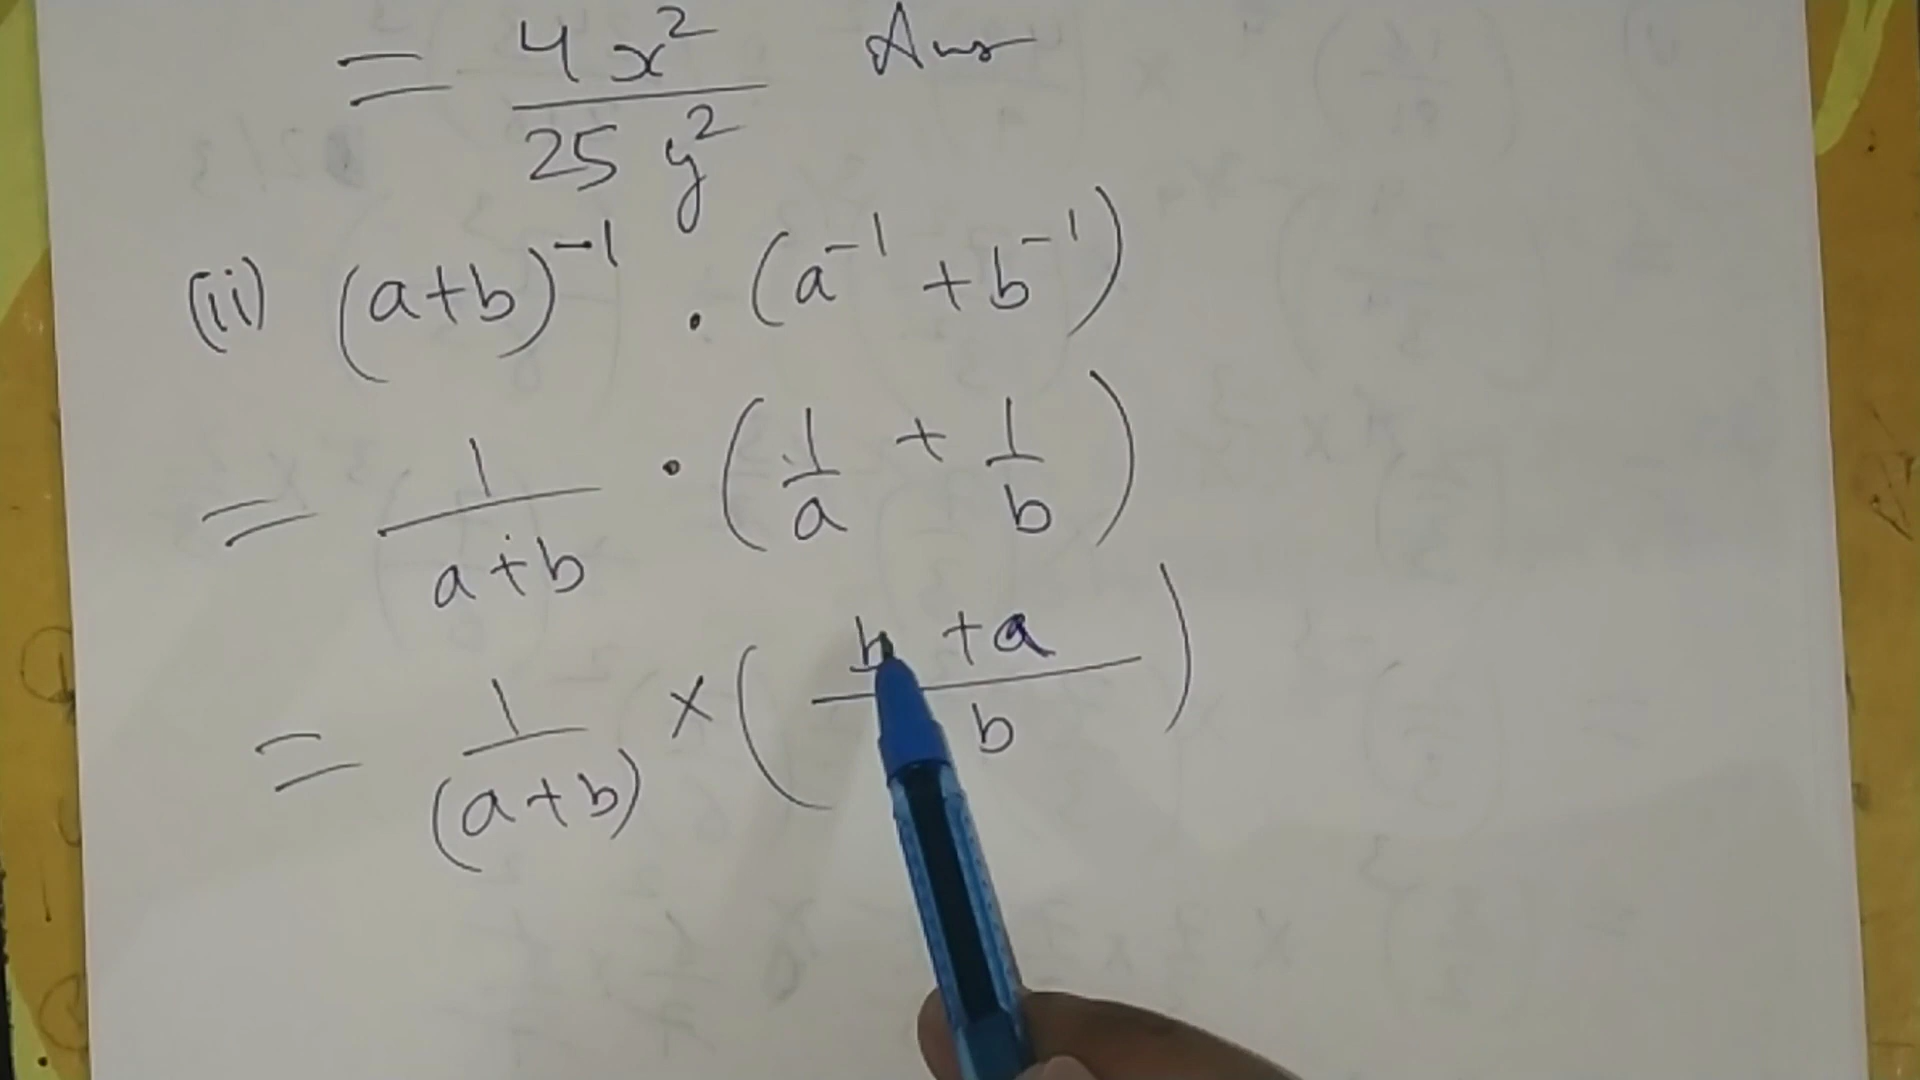 = 4x² / 25y² Ans
(ii) (a+b)⁻¹ . (a⁻¹ + b⁻¹)
= 1/a+b · (1/a + 1/b)
= 1/(a+b) × (b+a / b)